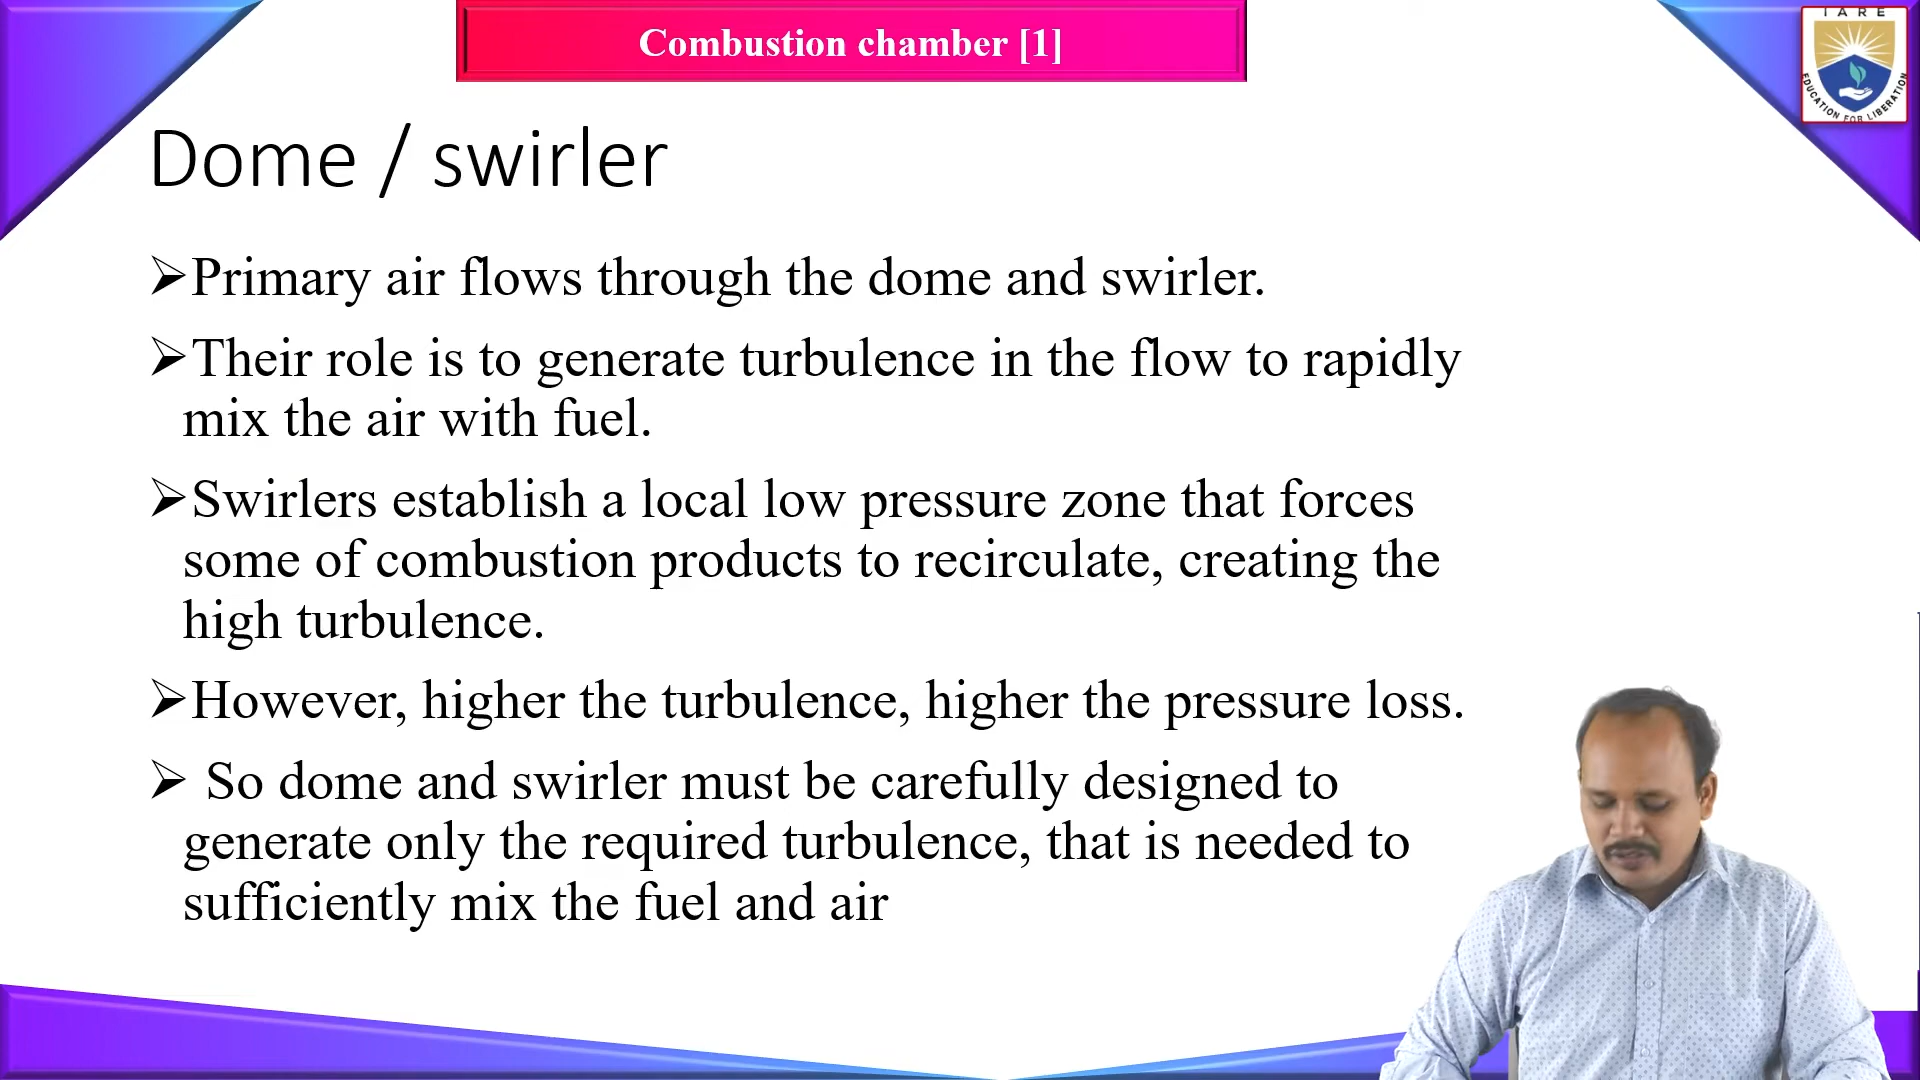 Combustion chamber [1]
IARE
EDUCATION FOR LIBERATION
Dome / swirler
➢Primary air flows through the dome and swirler.
➢Their role is to generate turbulence in the flow to rapidly
mix the air with fuel.
➢Swirlers establish a local low pressure zone that forces
some of combustion products to recirculate, creating the
high turbulence.
➢However, higher the turbulence, higher the pressure loss.
➢ So dome and swirler must be carefully designed to
generate only the required turbulence, that is needed to
sufficiently mix the fuel and air